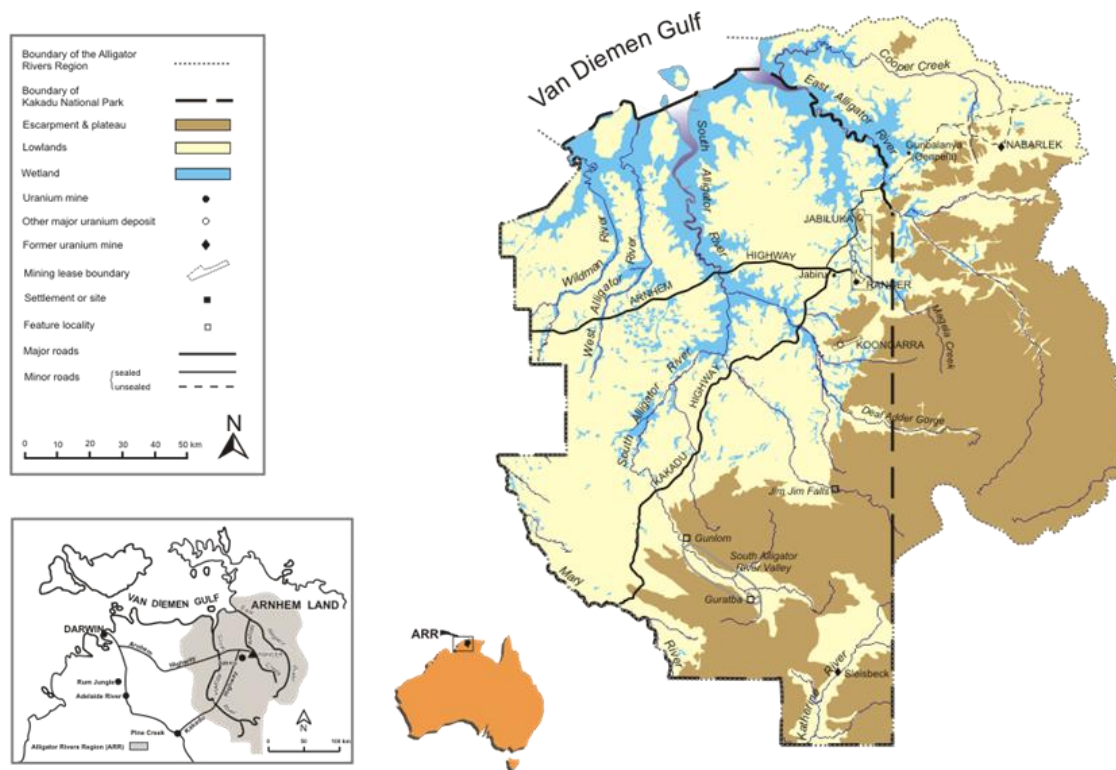 Boundary of the Alligator
Rivers Region
Boundary of
Kakadu National Park
Escarpment & plateau
Lowlands
Wetland
Uranium mine
Other major uranium deposit
Former uranium mine
Mining lease boundary
Settlement or site
Feature locality
Major roads
Minor roads
sealed
unsealed
N
0 10 20 30 40 50 km
Van Diemen Gulf
Cooper Creek
East Alligator River
South Alligator River
Gunbalanya
(Oenpelli)
NABARLEK
JABILUKA
Wildman River
West Alligator River
ARNHEM HIGHWAY
Jabiru
RANGER
Magela Creek
KOONGARRA
South Alligator River
KAKADU HIGHWAY
Deaf Adder Gorge
Jim Jim Falls
Gunlom
South Alligator
River Valley
Guratba
Mary River
Sleisbeck
Katherine River
ARR
VAN DIEMEN GULF
ARNHEM LAND
DARWIN
Arnhem Highway
Rum Jungle
Adelaide River
Pine Creek
Kakadu Highway
N
Alligator Rivers Region (ARR)
0 50 100 km